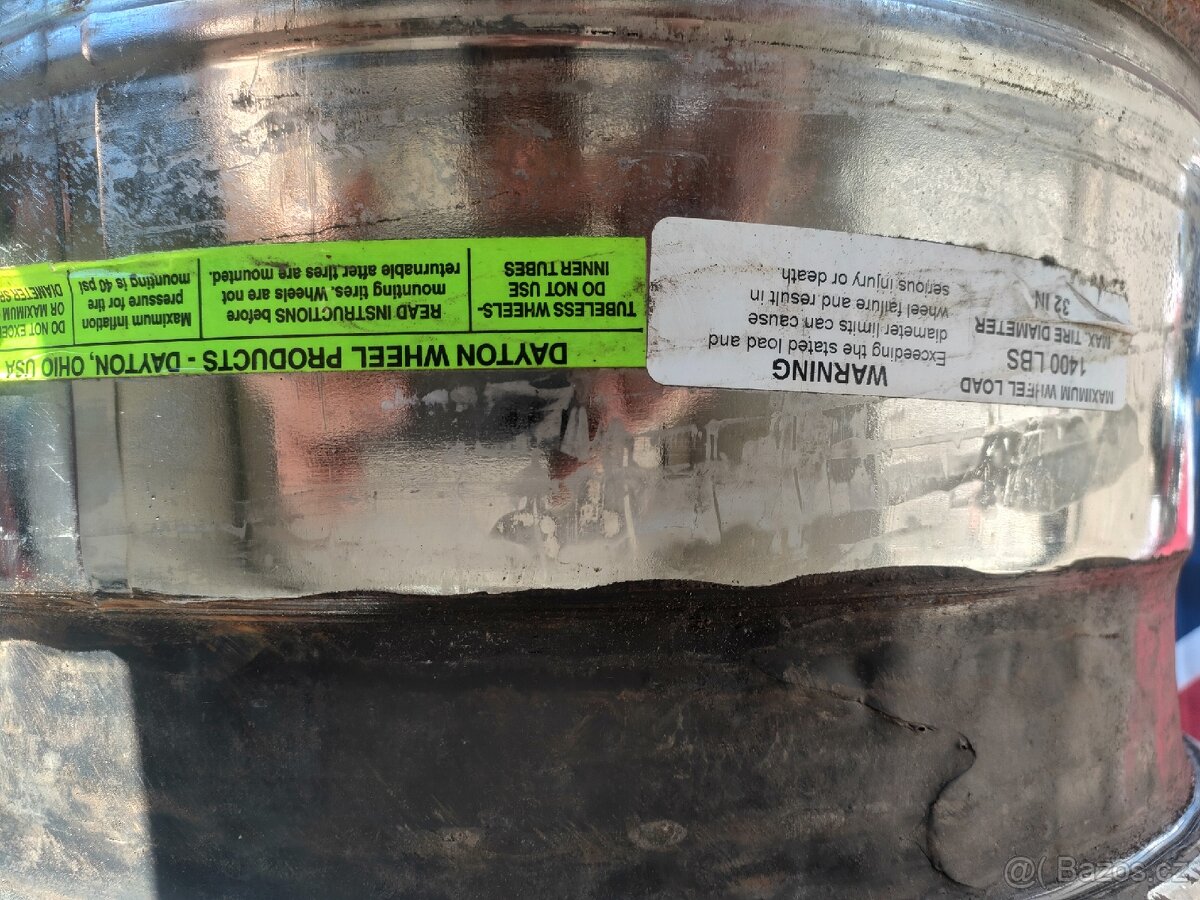 MAXIMUM WHEEL LOAD
1400 LBS
MAX. TIRE DIAMETER
32 IN
WARNING
Exceeding the stated load and
diameter limits can cause
wheel failure and result in
serious injury or death
DAYTON WHEEL PRODUCTS - DAYTON, OHIO USA
TUBELESS WHEELS-
DO NOT USE
INNER TUBES
READ INSTRUCTIONS before
mounting tires. Wheels are not
returnable after tires are mounted.
Maximum Inflation
pressure for tire
mounting is 40 psi
DO NOT
OR MAXIMUM
DIAMETER
@( Bazos.cz